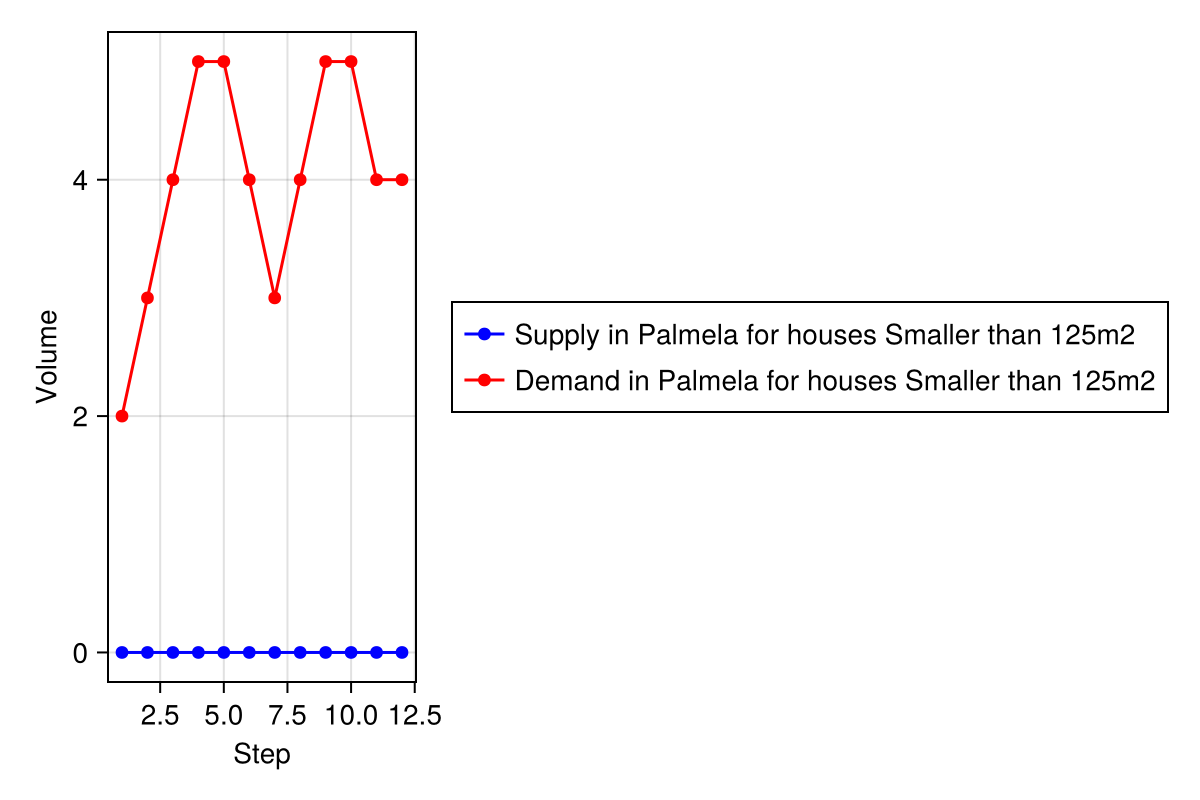 4
2
0
Volume
2.5 5.0 7.5 10.0 12.5
Step
Supply in Palmela for houses Smaller than 125m2
Demand in Palmela for houses Smaller than 125m2